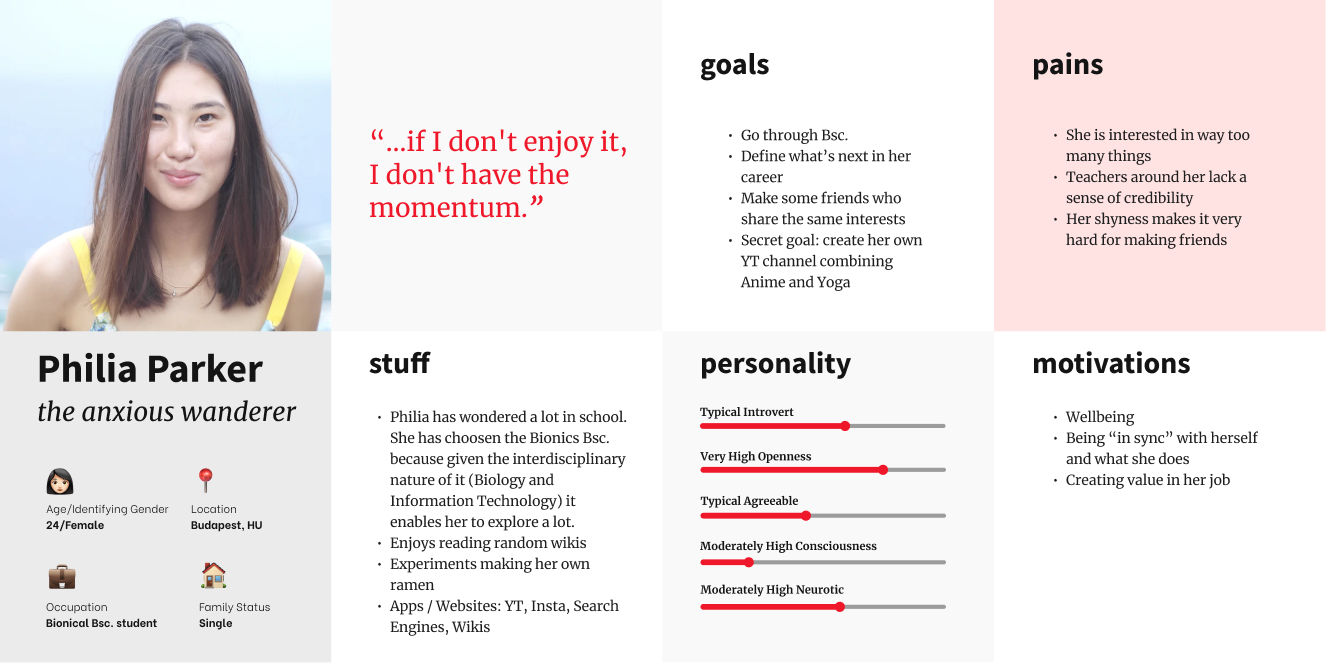 “...if I don't enjoy it,
I don't have the
momentum.”
goals
• Go through Bsc.
• Define what’s next in her
career
• Make some friends who
share the same interests
• Secret goal: create her own
YT channel combining
Anime and Yoga
pains
• She is interested in way too
many things
• Teachers around her lack a
sense of credibility
• Her shyness makes it very
hard for making friends
Philia Parker
the anxious wanderer
Age/Identifying Gender
24/Female
Location
Budapest, HU
Occupation
Bionical Bsc. student
Family Status
Single
stuff
• Philia has wondered a lot in school.
She has choosen the Bionics Bsc.
because given the interdisciplinary
nature of it (Biology and
Information Technology) it
enables her to explore a lot.
• Enjoys reading random wikis
• Experiments making her own
ramen
• Apps / Websites: YT, Insta, Search
Engines, Wikis
personality
Typical Introvert
Very High Openness
Typical Agreeable
Moderately High Consciousness
Moderately High Neurotic
motivations
• Wellbeing
• Being “in sync” with herself
and what she does
• Creating value in her job